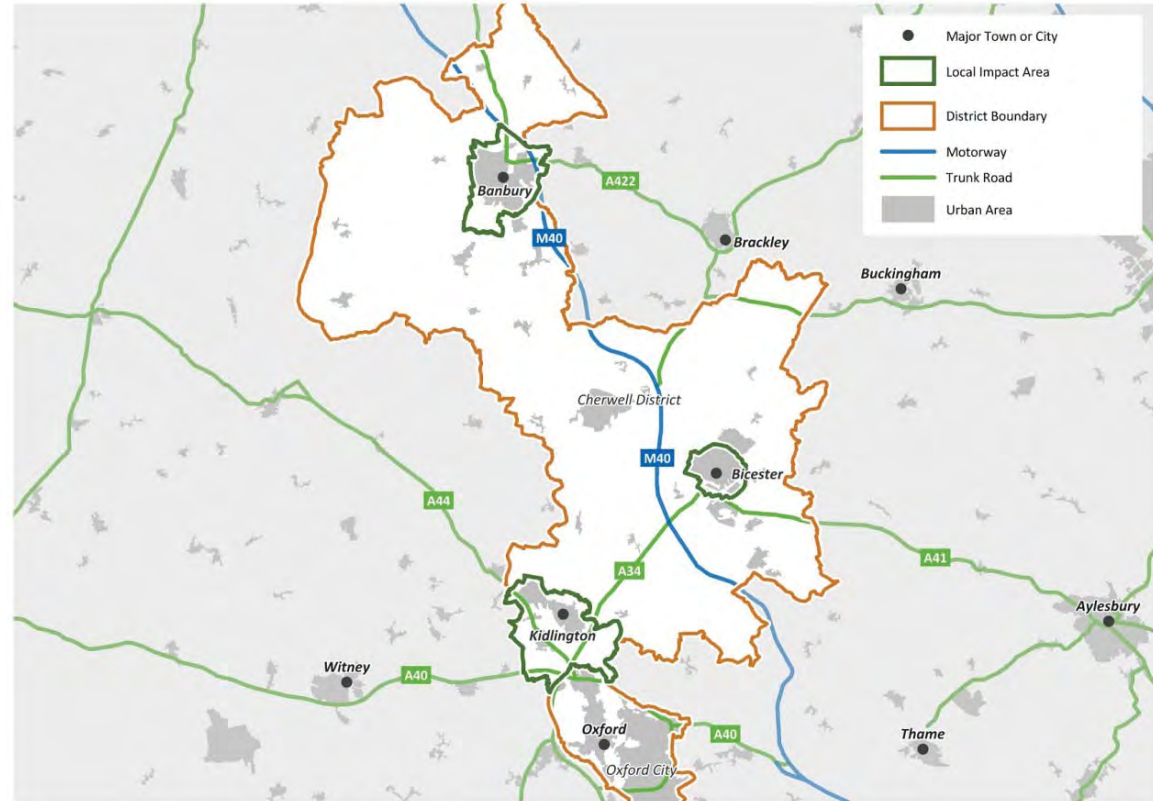 Major Town or City
Local Impact Area
District Boundary
Motorway
Trunk Road
Urban Area
Banbury
A422
M40
Brackley
Buckingham
Cherwell District
M40
Bicester
A44
A34
A41
Aylesbury
Kidlington
Witney
A40
Oxford
A40
Thame
Oxford City